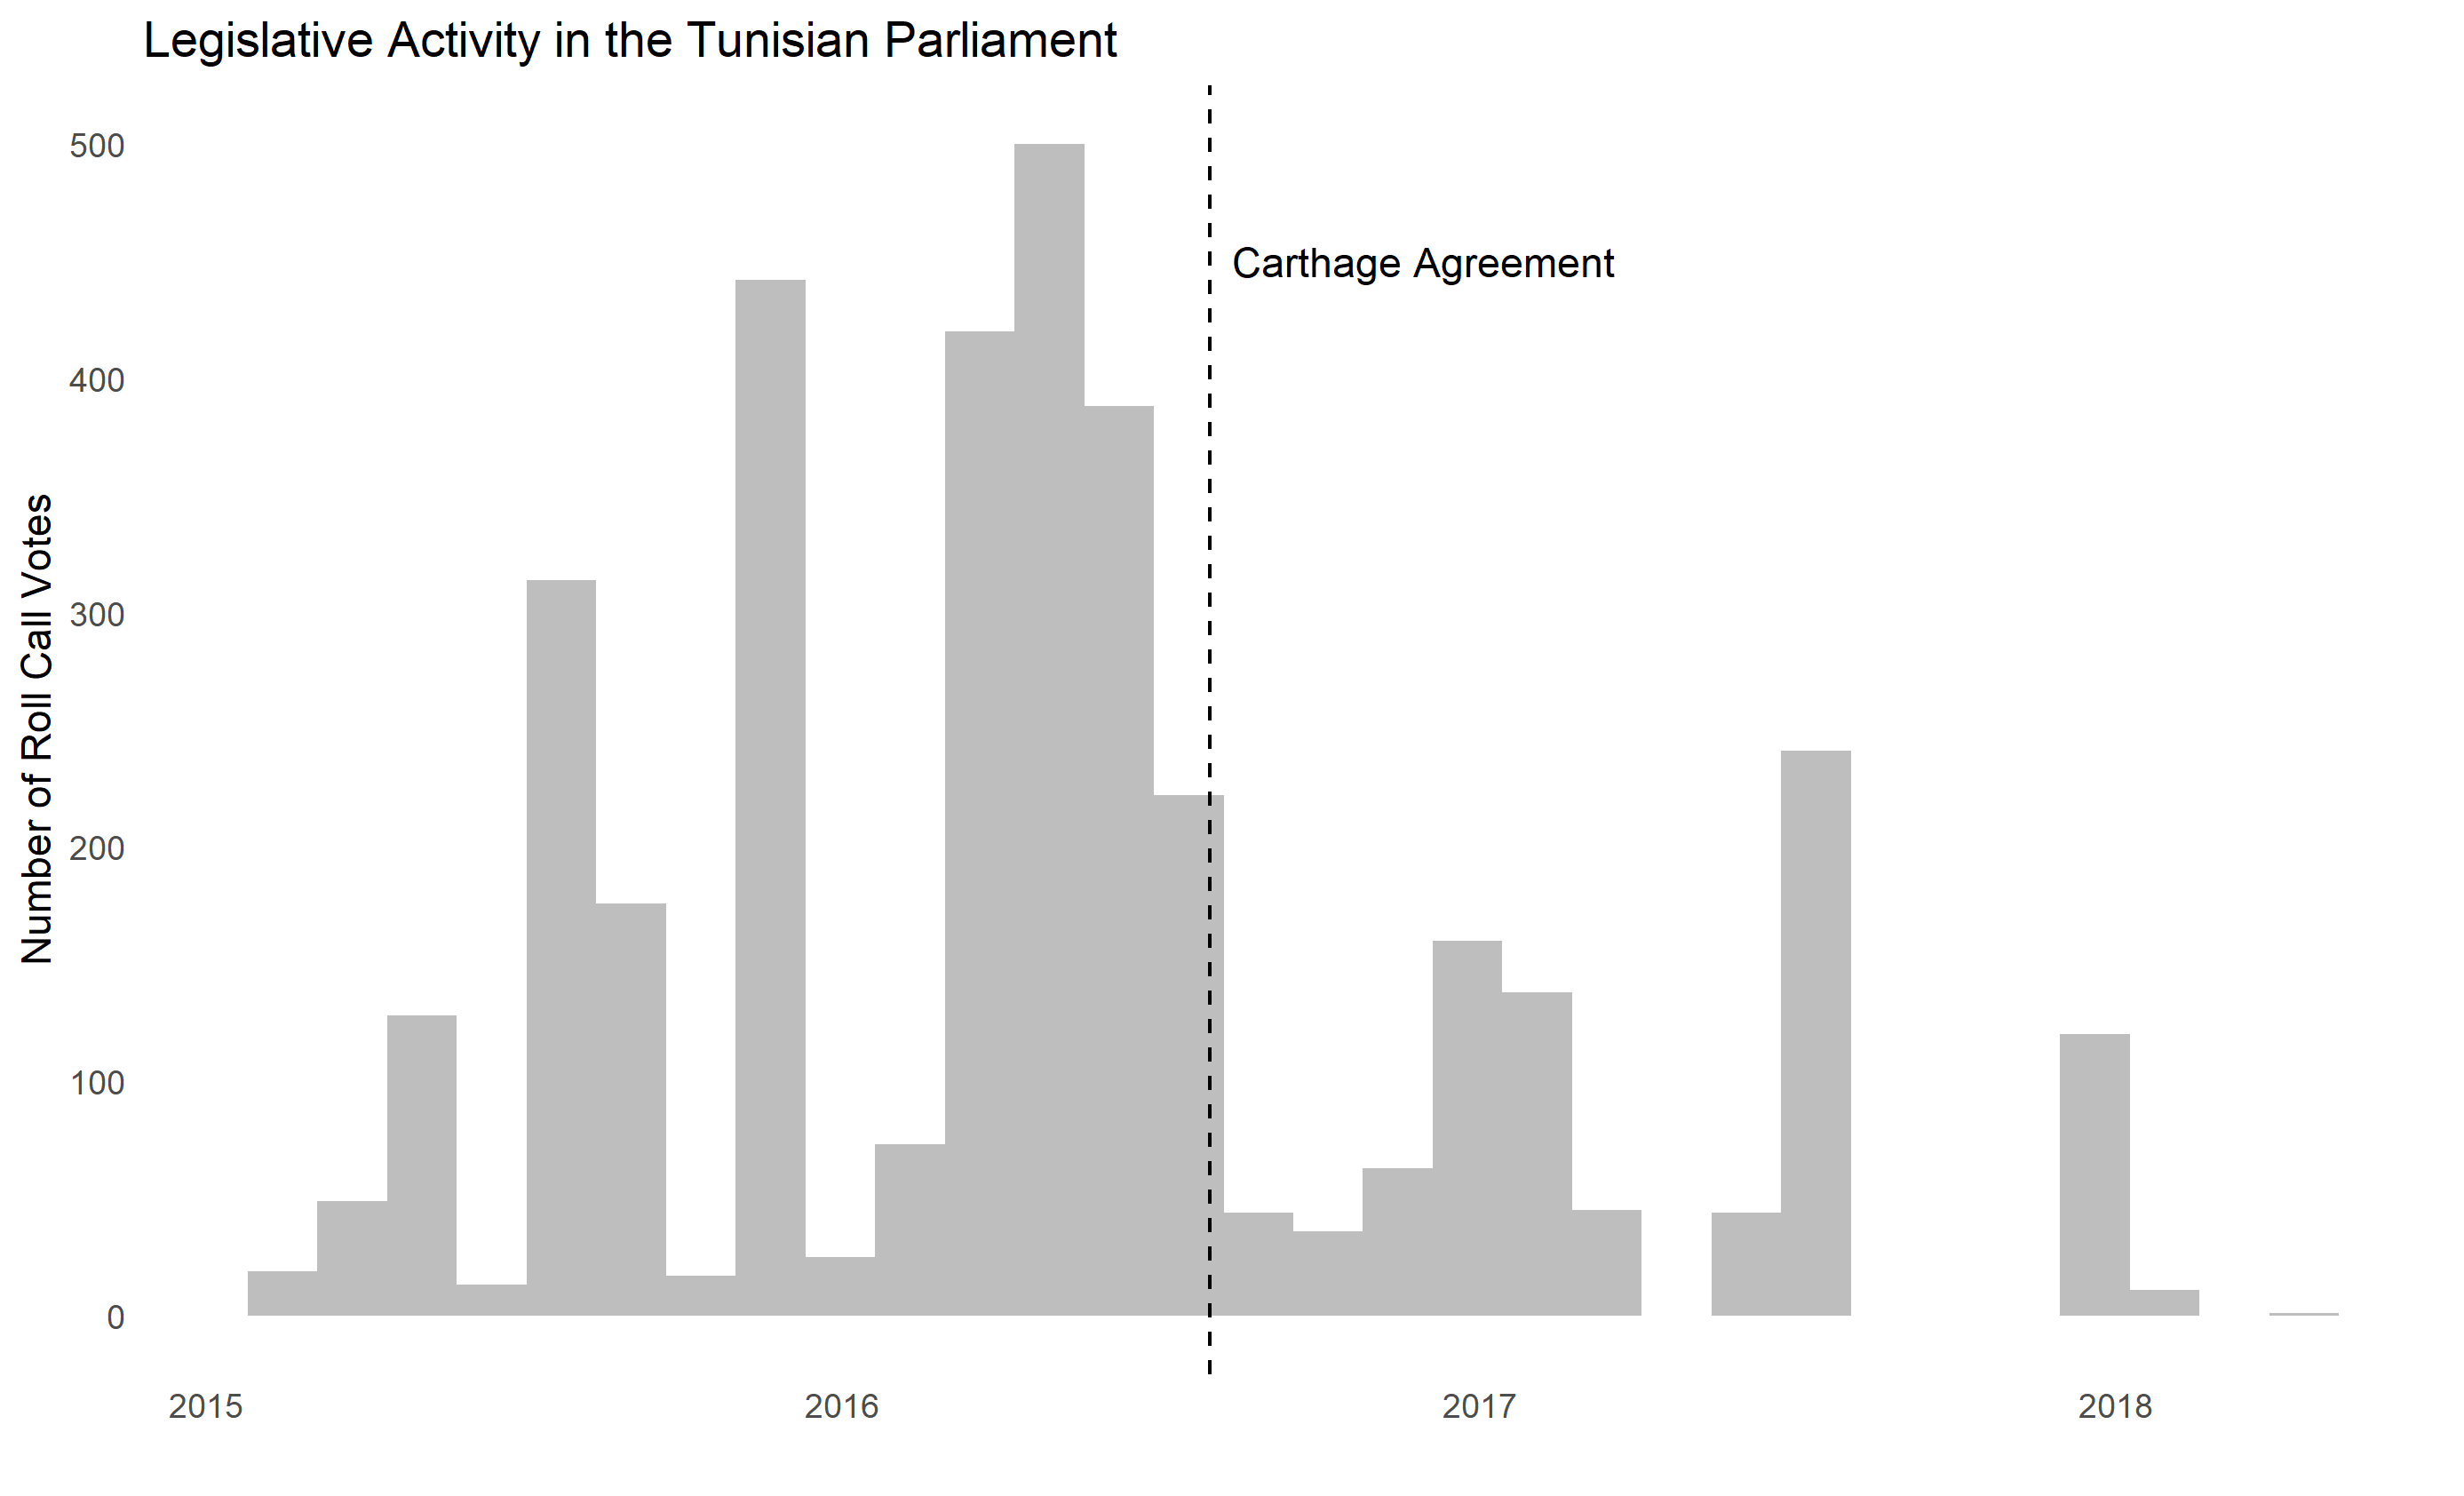 Legislative Activity in the Tunisian Parliament
500
Carthage Agreement
400
300
200
100
0
Number of Roll Call Votes
2015 2016 2017 2018